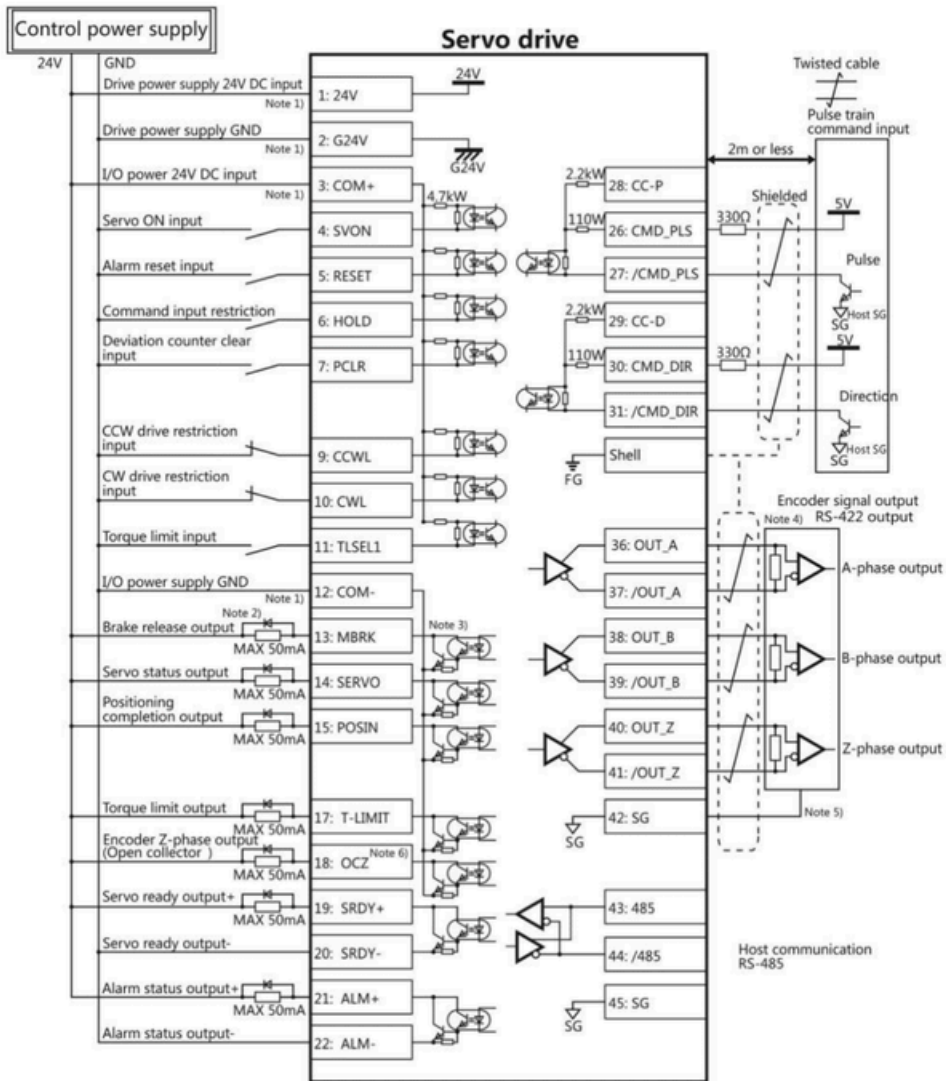 Control power supply
24V
GND
Servo drive
Drive power supply 24V DC input
Note 1)
1: 24V
24V
Drive power supply GND
Note 1)
2: G24V
G24V
I/O power 24V DC input
Note 1)
3: COM+
4.7kW
Servo ON input
4: SVON
Alarm reset input
5: RESET
Command input restriction
6: HOLD
Deviation counter clear
input
7: PCLR
CCW drive restriction
input
9: CCWL
CW drive restriction
input
10: CWL
Torque limit input
11: TLSEL1
I/O power supply GND
Note 1)
12: COM-
Note 2)
Brake release output
MAX 50mA
13: MBRK
Note 3)
Servo status output
MAX 50mA
14: SERVO
Positioning
completion output
MAX 50mA
15: POSIN
Torque limit output
MAX 50mA
17: T-LIMIT
Encoder Z-phase output
(Open collector )
MAX 50mA
18: OCZ
Note 6)
Servo ready output+
MAX 50mA
19: SRDY+
Servo ready output-
20: SRDY-
Alarm status output+
MAX 50mA
21: ALM+
Alarm status output-
22: ALM-
Twisted cable
Pulse train
command input
2m or less
2.2kW
28: CC-P
Shielded
110W
26: CMD_PLS
330Ω
5V
27: /CMD_PLS
Pulse
SG
Host SG
2.2kW
29: CC-D
5V
110W
30: CMD_DIR
330Ω
31: /CMD_DIR
Direction
SG
Host SG
Shell
FG
Encoder signal output
RS-422 output
Note 4)
36: OUT_A
37: /OUT_A
A-phase output
38: OUT_B
39: /OUT_B
B-phase output
40: OUT_Z
41: /OUT_Z
Z-phase output
42: SG
SG
Note 5)
43: 485
44: /485
Host communication
RS-485
45: SG
SG